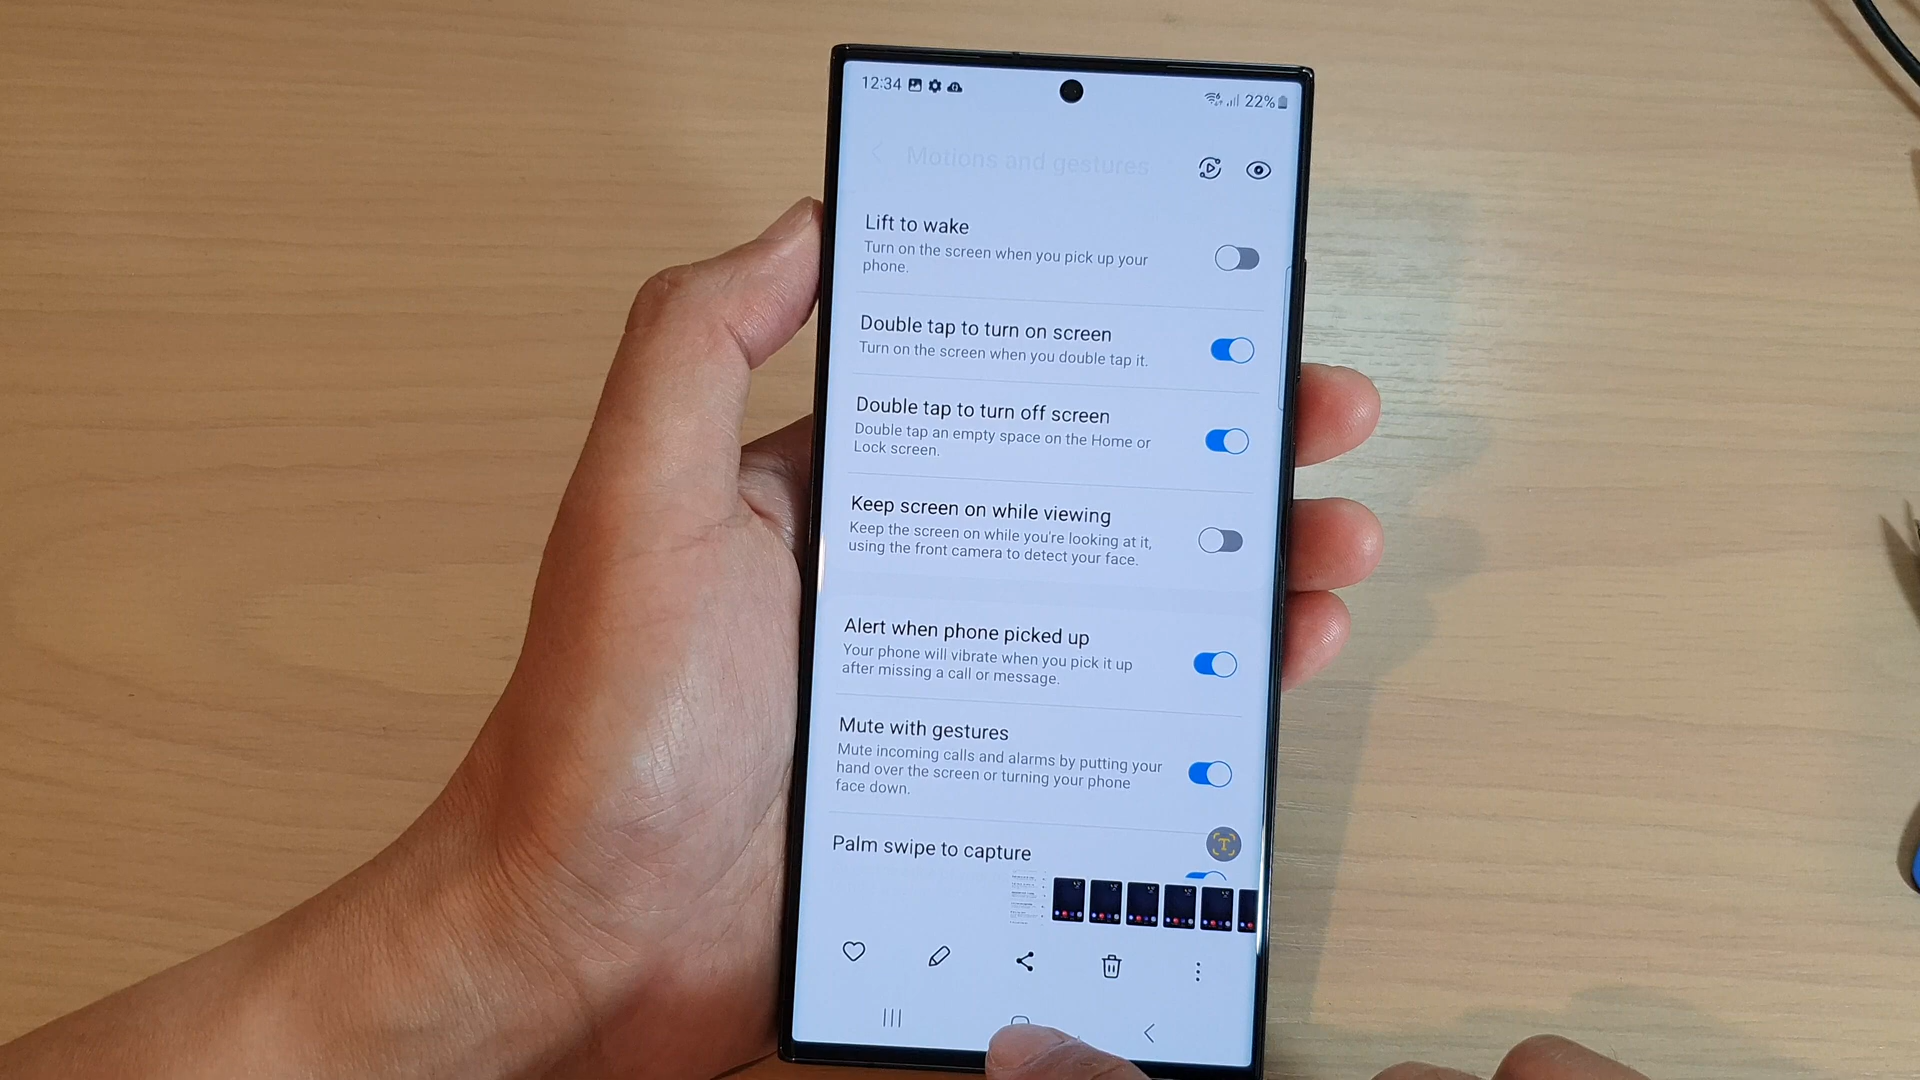 12:34
22%
Motions and gestures
Lift to wake
Turn on the screen when you pick up your
phone.
Double tap to turn on screen
Turn on the screen when you double tap it.
Double tap to turn off screen
Double tap an empty space on the Home or
Lock screen.
Keep screen on while viewing
Keep the screen on while you're looking at it,
using the front camera to detect your face.
Alert when phone picked up
Your phone will vibrate when you pick it up
after missing a call or message.
Mute with gestures
Mute incoming calls and alarms by putting your
hand over the screen or turning your phone
face down.
Palm swipe to capture
T